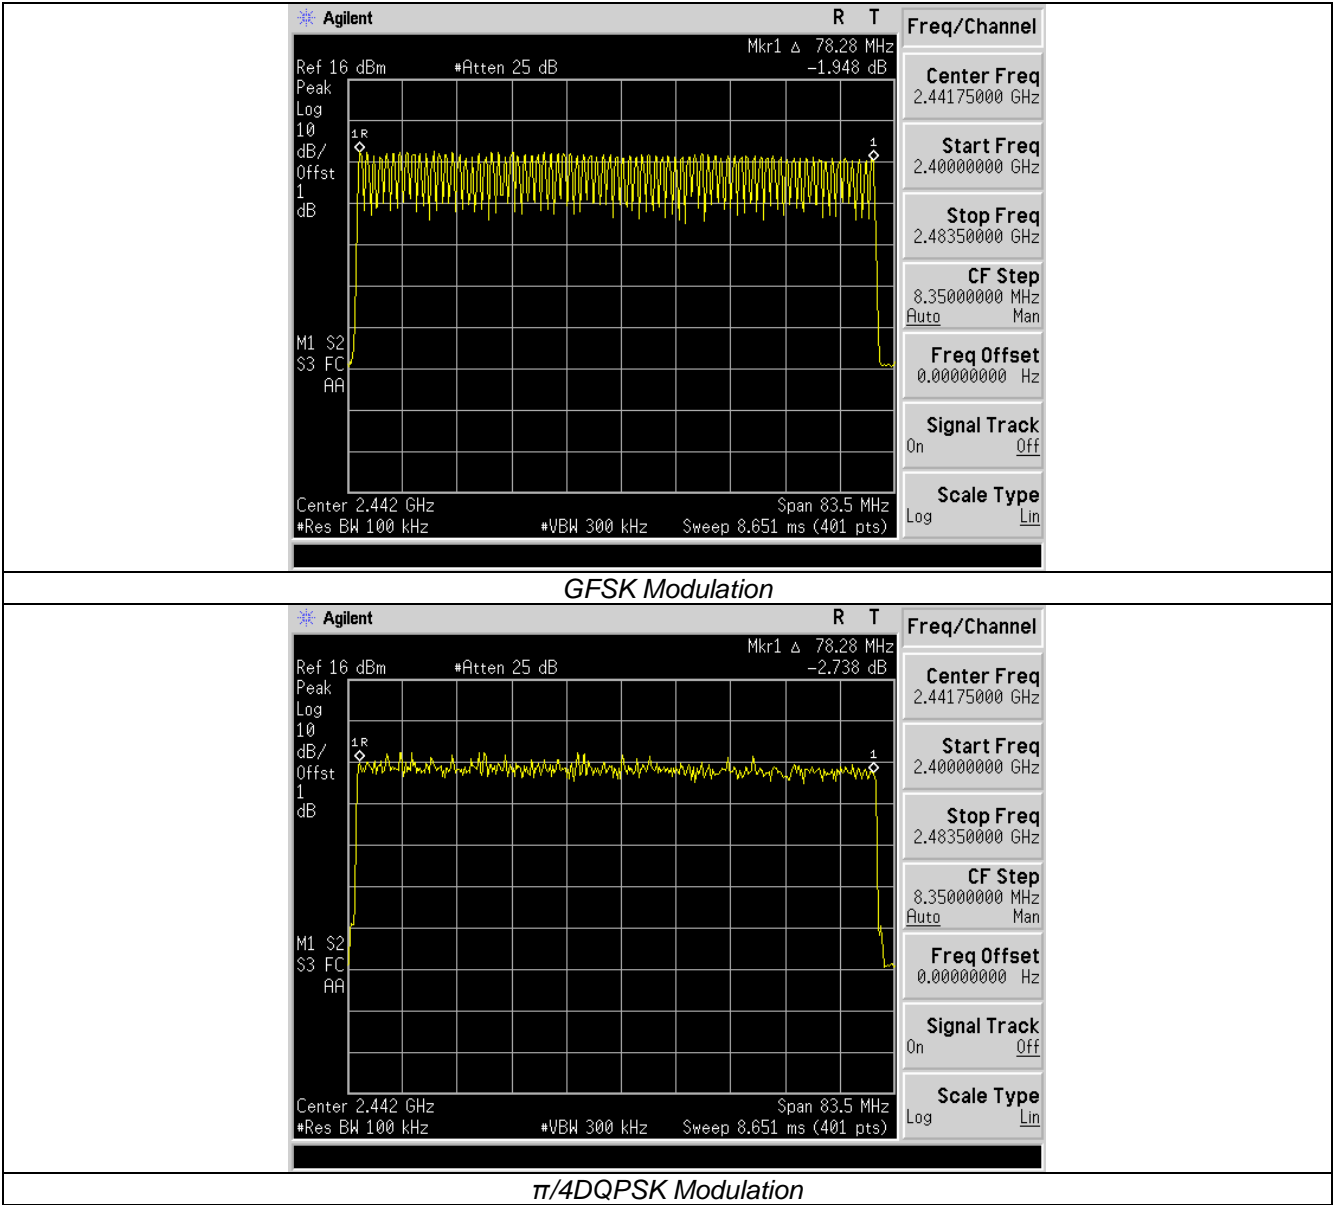 Agilent R T
Freq/Channel
Mkr1 Δ 78.28 MHz
Ref 16 dBm #Atten 25 dB -1.948 dB
Peak
Log
10
dB/
Offst
1
dB
1R
1
M1 S2
S3 FC
AA
Center 2.442 GHz Span 83.5 MHz
#Res BW 100 kHz #VBW 300 kHz Sweep 8.651 ms (401 pts)
Center Freq
2.44175000 GHz
Start Freq
2.40000000 GHz
Stop Freq
2.48350000 GHz
CF Step
8.35000000 MHz
Auto Man
Freq Offset
0.00000000 Hz
Signal Track
On Off
Scale Type
Log Lin
GFSK Modulation
Agilent R T
Freq/Channel
Mkr1 Δ 78.28 MHz
Ref 16 dBm #Atten 25 dB -2.738 dB
Peak
Log
10
dB/
Offst
1
dB
1R
1
M1 S2
S3 FC
AA
Center 2.442 GHz Span 83.5 MHz
#Res BW 100 kHz #VBW 300 kHz Sweep 8.651 ms (401 pts)
Center Freq
2.44175000 GHz
Start Freq
2.40000000 GHz
Stop Freq
2.48350000 GHz
CF Step
8.35000000 MHz
Auto Man
Freq Offset
0.00000000 Hz
Signal Track
On Off
Scale Type
Log Lin
π/4DQPSK Modulation